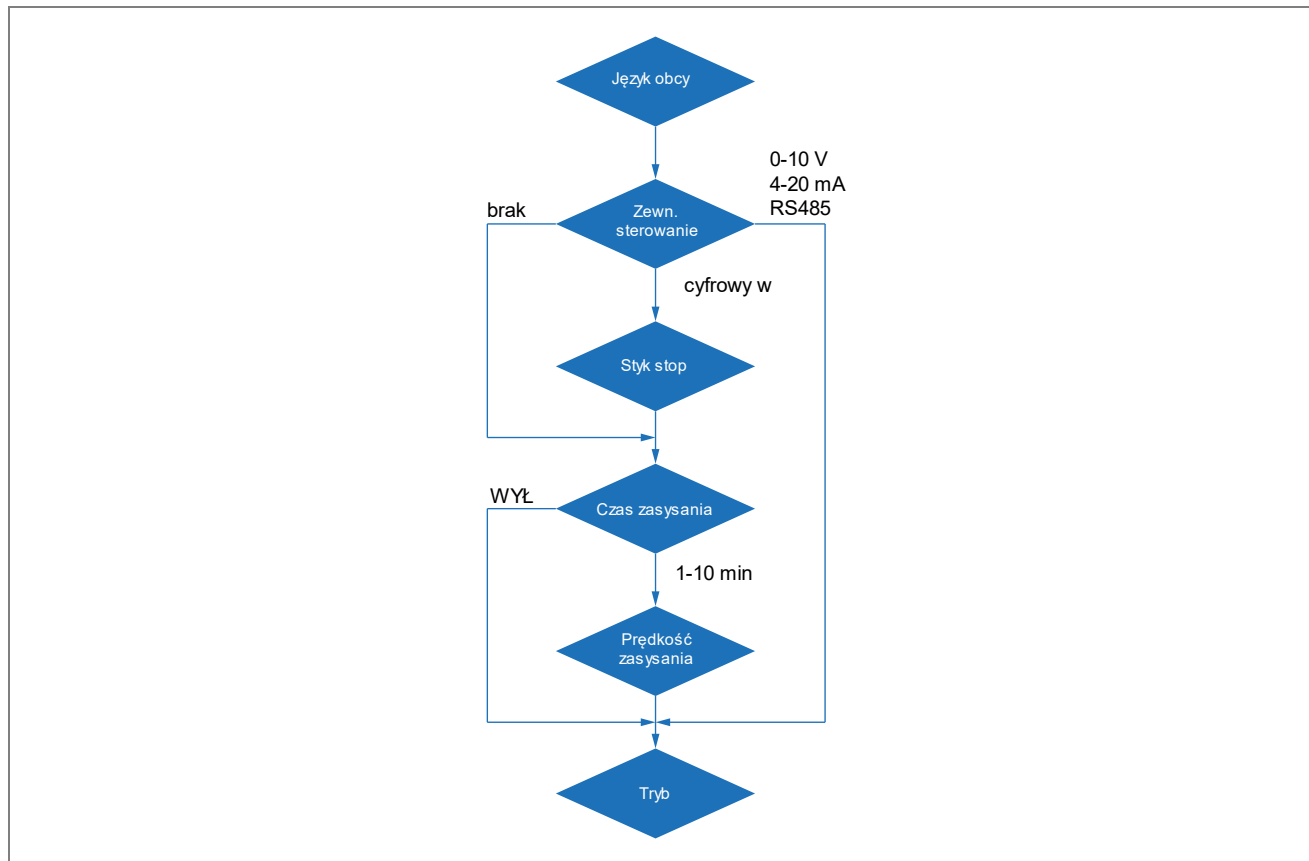 Język obcy
0-10 V
4-20 mA
RS485
brak
Zewn.
sterowanie
cyfrowy w
Styk stop
WYŁ
Czas zasysania
1-10 min
Prędkość
zasysania
Tryb